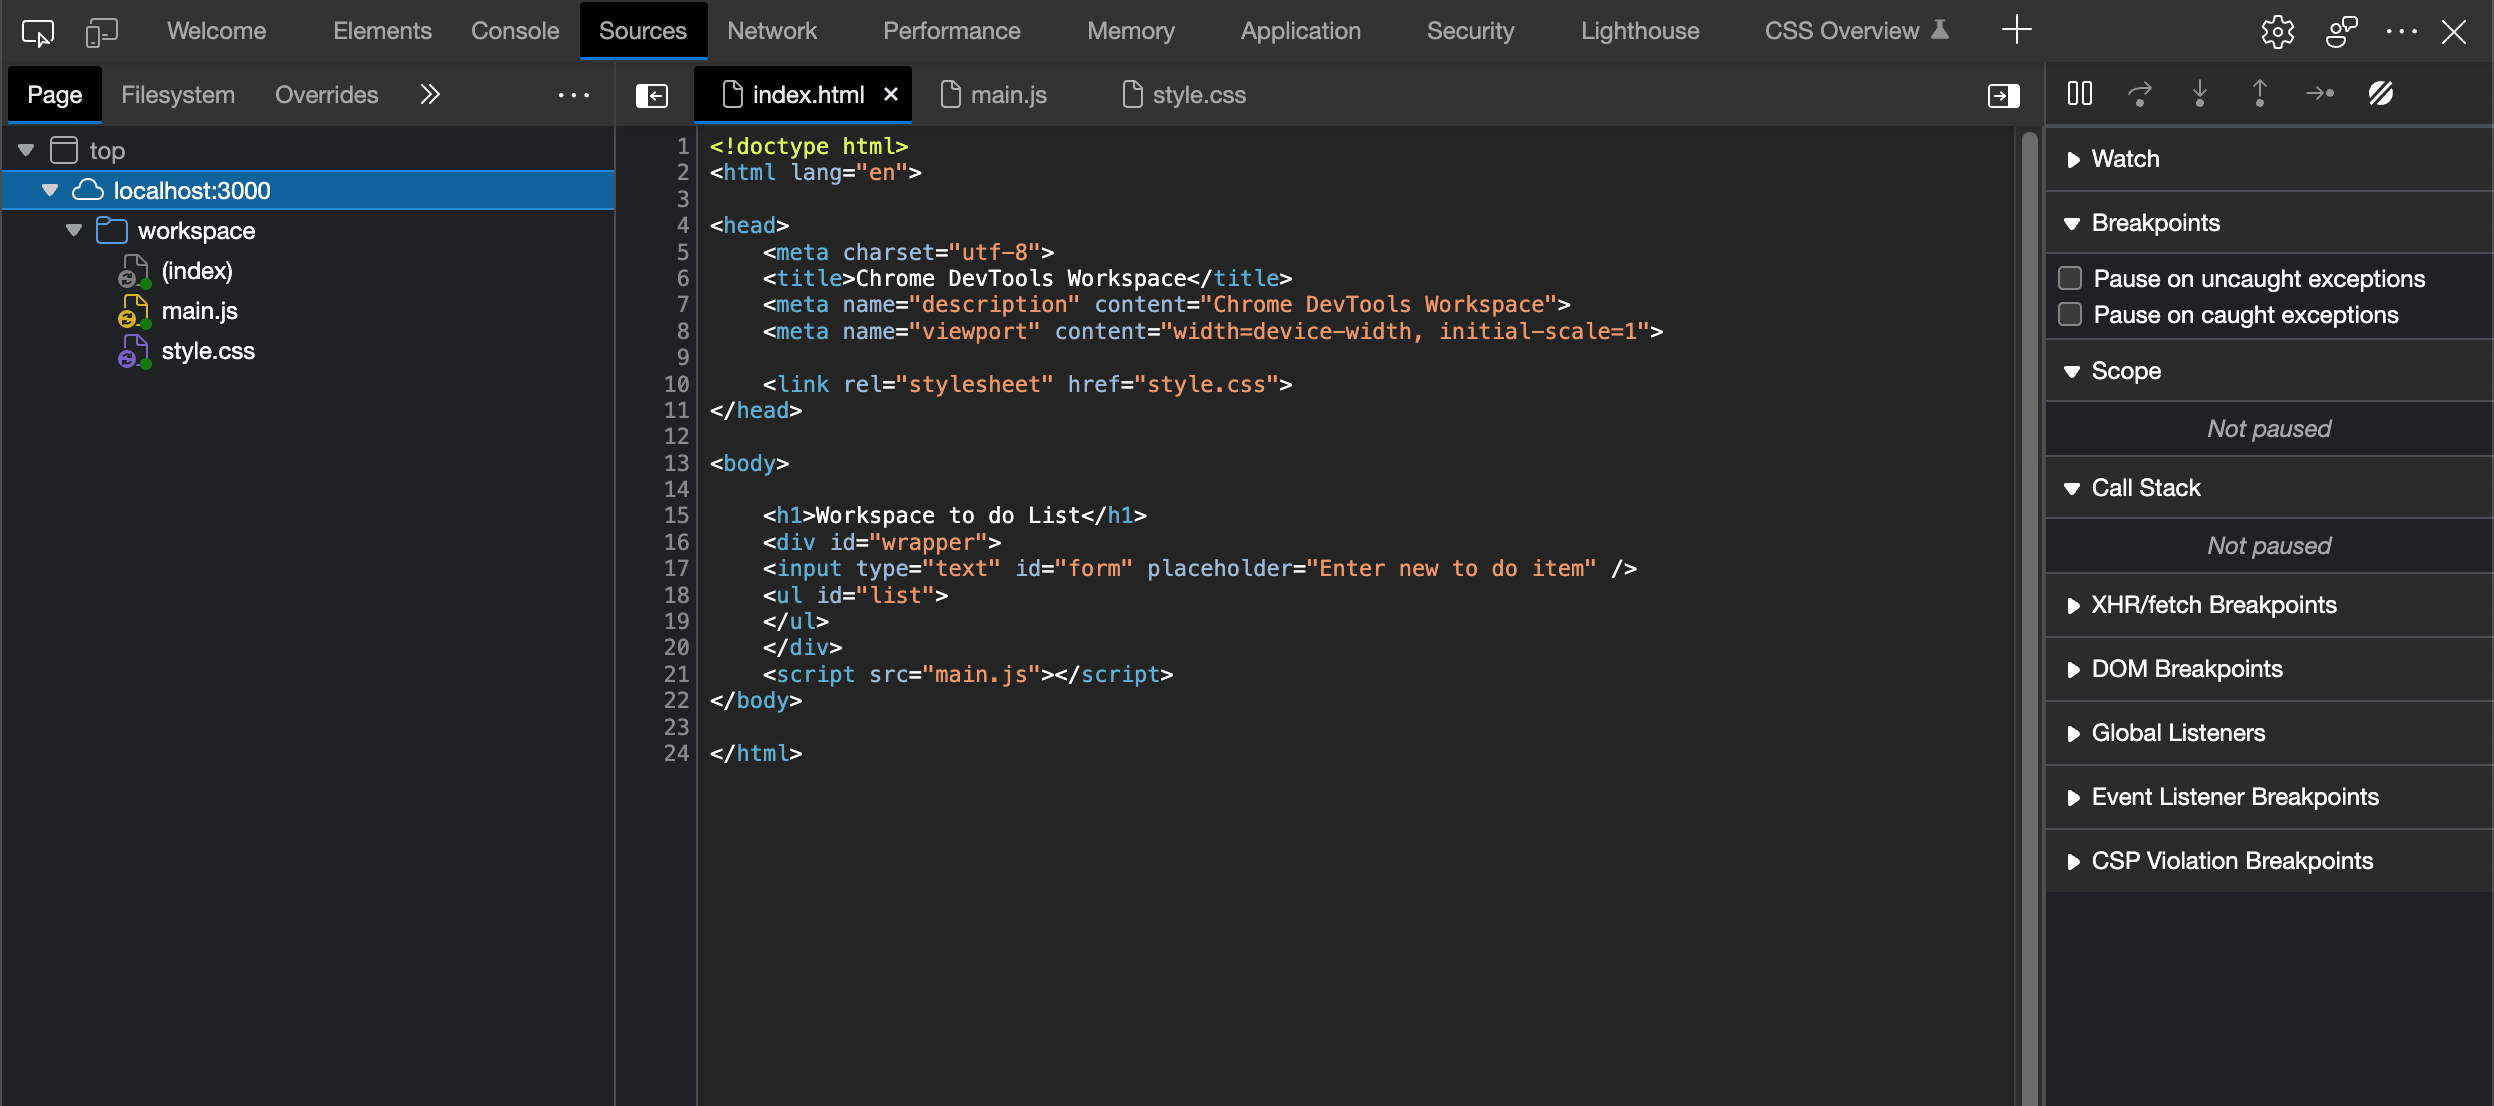 Welcome Elements Console Sources Network Performance Memory Application Security Lighthouse CSS Overview
Page Filesystem Overrides
top
localhost:3000
workspace
(index)
main.js
style.css
index.html main.js style.css
1 <!doctype html>
2 <html lang="en">
3
4 <head>
5     <meta charset="utf-8">
6     <title>Chrome DevTools Workspace</title>
7     <meta name="description" content="Chrome DevTools Workspace">
8     <meta name="viewport" content="width=device-width, initial-scale=1">
9
10     <link rel="stylesheet" href="style.css">
11 </head>
12
13 <body>
14
15     <h1>Workspace to do List</h1>
16     <div id="wrapper">
17     <input type="text" id="form" placeholder="Enter new to do item" />
18     <ul id="list">
19     </ul>
20     </div>
21     <script src="main.js"></script>
22 </body>
23
24 </html>
Watch
Breakpoints
Pause on uncaught exceptions
Pause on caught exceptions
Scope
Not paused
Call Stack
Not paused
XHR/fetch Breakpoints
DOM Breakpoints
Global Listeners
Event Listener Breakpoints
CSP Violation Breakpoints